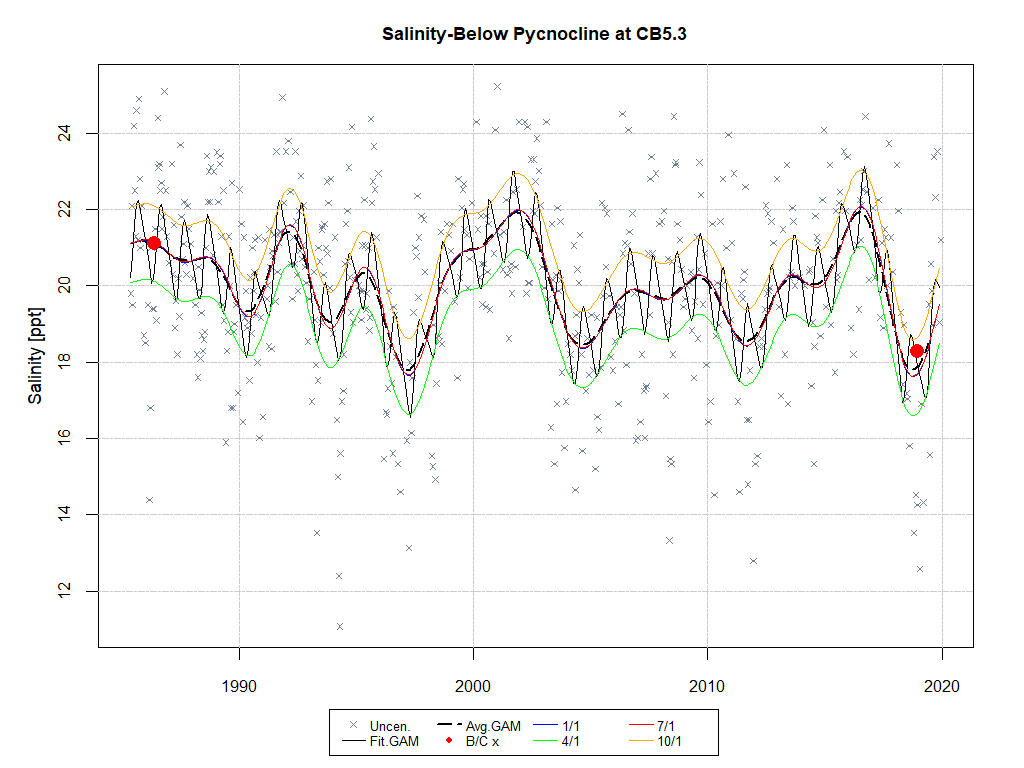 Salinity-Below Pycnocline at CB5.3
Salinity [ppt]
24
22
20
18
16
14
12
1990 2000 2010 2020
Uncen. Avg.GAM 1/1 7/1
Fit.GAM B/C x 4/1 10/1